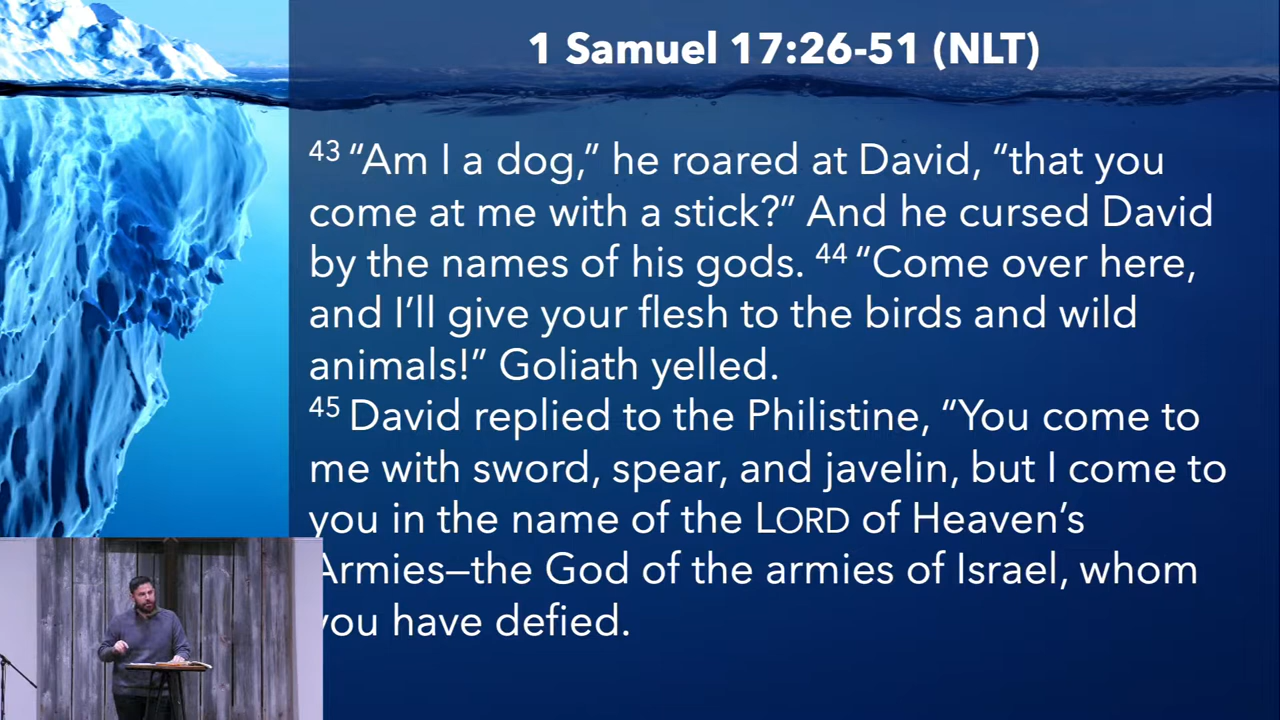 1 Samuel 17:26-51 (NLT)
43 “Am I a dog,” he roared at David, “that you
come at me with a stick?” And he cursed David
by the names of his gods. 44 “Come over here,
and I’ll give your flesh to the birds and wild
animals!” Goliath yelled.
45 David replied to the Philistine, “You come to
me with sword, spear, and javelin, but I come to
you in the name of the LORD of Heaven’s
Armies—the God of the armies of Israel, whom
you have defied.